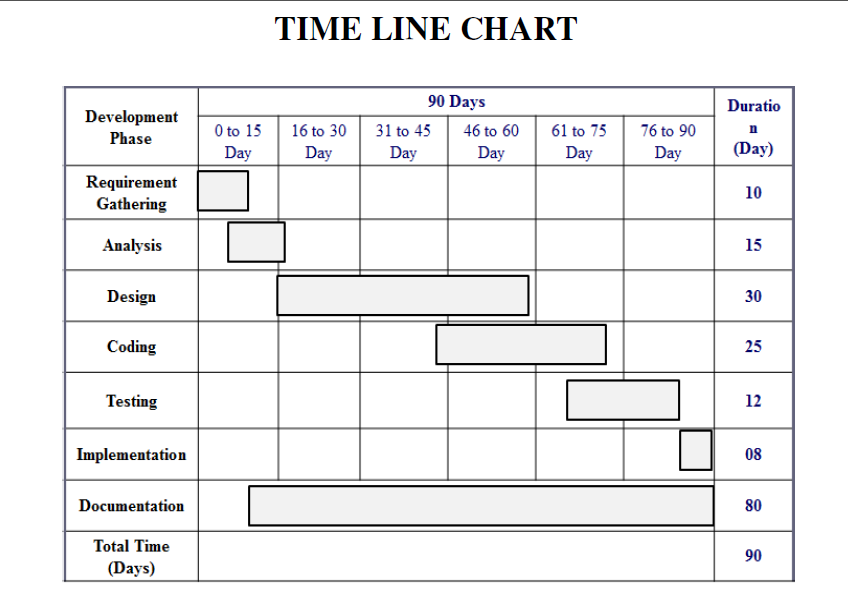 TIME LINE CHART
Development
Phase
90 Days
Duratio
n
(Day)
0 to 15
Day
16 to 30
Day
31 to 45
Day
46 to 60
Day
61 to 75
Day
76 to 90
Day
Requirement
Gathering
10
Analysis
15
Design
30
Coding
25
Testing
12
Implementation
08
Documentation
80
Total Time
(Days)
90